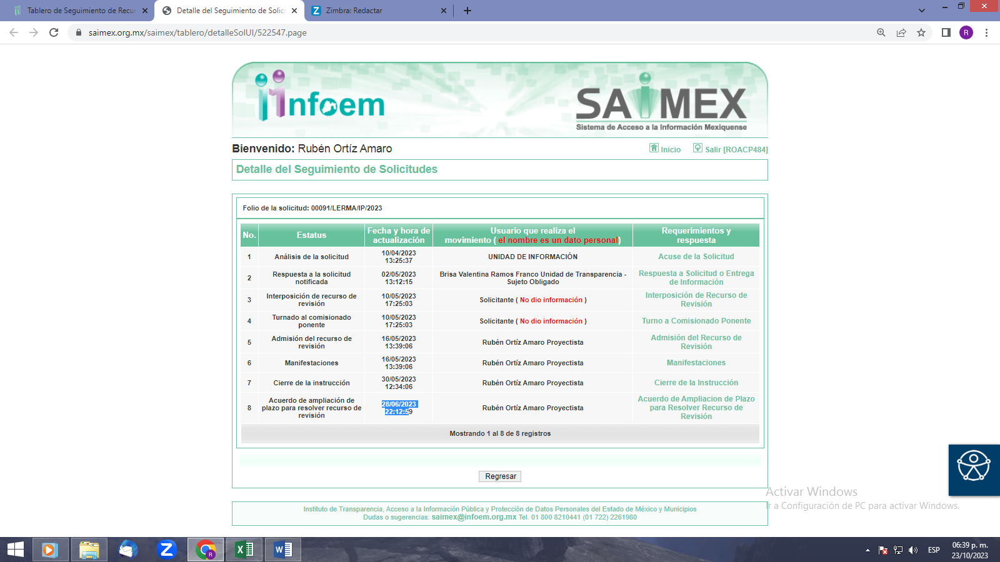 Tablero de Seguimiento de Recur
Detalle del Seguimiento de Solici
Zimbra: Redactar
saimex.org.mx/saimex/tablero/detalleSolUI/522547.page
R
infoem
SAIMEX
Sistema de Acceso a la Información Mexiquense
Bienvenido: Rubén Ortíz Amaro
Inicio
Salir [ROACP484]
Detalle del Seguimiento de Solicitudes
Folio de la solicitud: 00091/LERMA/IP/2023
No.
Estatus
Fecha y hora de
actualización
Usuario que realiza el
movimiento ( el nombre es un dato personal)
Requerimientos y
respuesta
1
Análisis de la solicitud
10/04/2023
13:25:37
UNIDAD DE INFORMACIÓN
Acuse de la Solicitud
2
Respuesta a la solicitud
notificada
02/05/2023
13:12:15
Brisa Valentina Ramos Franco Unidad de Transparencia -
Sujeto Obligado
Respuesta a Solicitud o Entrega
de Información
3
Interposición de recurso de
revisión
10/05/2023
17:25:03
Solicitante ( No dio información )
Interposición de Recurso de
Revisión
4
Turnado al comisionado
ponente
10/05/2023
17:25:03
Solicitante ( No dio información )
Turno a Comisionado Ponente
5
Admisión del recurso de
revisión
16/05/2023
13:39:06
Rubén Ortíz Amaro Proyectista
Admisión del Recurso de
Revisión
6
Manifestaciones
16/05/2023
13:39:06
Rubén Ortíz Amaro Proyectista
Manifestaciones
7
Cierre de la instrucción
30/05/2023
12:34:06
Rubén Ortíz Amaro Proyectista
Cierre de la Instrucción
8
Acuerdo de ampliación de
plazo para resolver recurso de
revisión
28/06/2023
22:12:59
Rubén Ortíz Amaro Proyectista
Acuerdo de Ampliacion de Plazo
para Resolver Recurso de
Revisión
Mostrando 1 al 8 de 8 registros
Regresar
Activar Windows
Ir a Configuración de PC para activar Windows.
Instituto de Transparencia, Acceso a la Información Pública y Protección de Datos Personales del Estado de México y Municipios
Dudas o sugerencias: saimex@infoem.org.mx Tel. 01 800 8210441 (01 722) 2261980
ESP
06:39 p. m.
23/10/2023